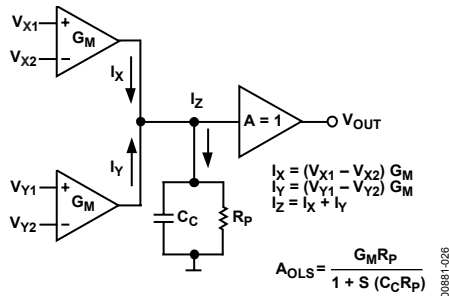 VX1
+
GM
VX2
–
IX
IZ
A = 1
VOUT
IY
VY1
+
GM
VY2
–
CC
RP
IX = (VX1 – VX2) GM
IY = (VY1 – VY2) GM
IZ = IX + IY
AOLS = GMRP
1 + S (CCRP)
00881-026